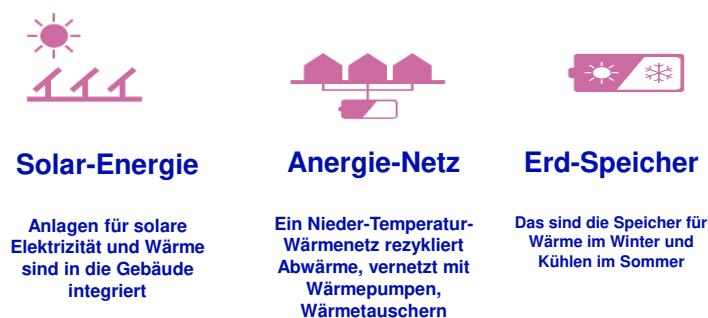 Solar-Energie
Anlagen für solare
Elektrizität und Wärme
sind in die Gebäude
integriert
Anergie-Netz
Ein Nieder-Temperatur-
Wärmenetz rezykliert
Abwärme, vernetzt mit
Wärmepumpen,
Wärmetauschern
Erd-Speicher
Das sind die Speicher für
Wärme im Winter und
Kühlen im Sommer